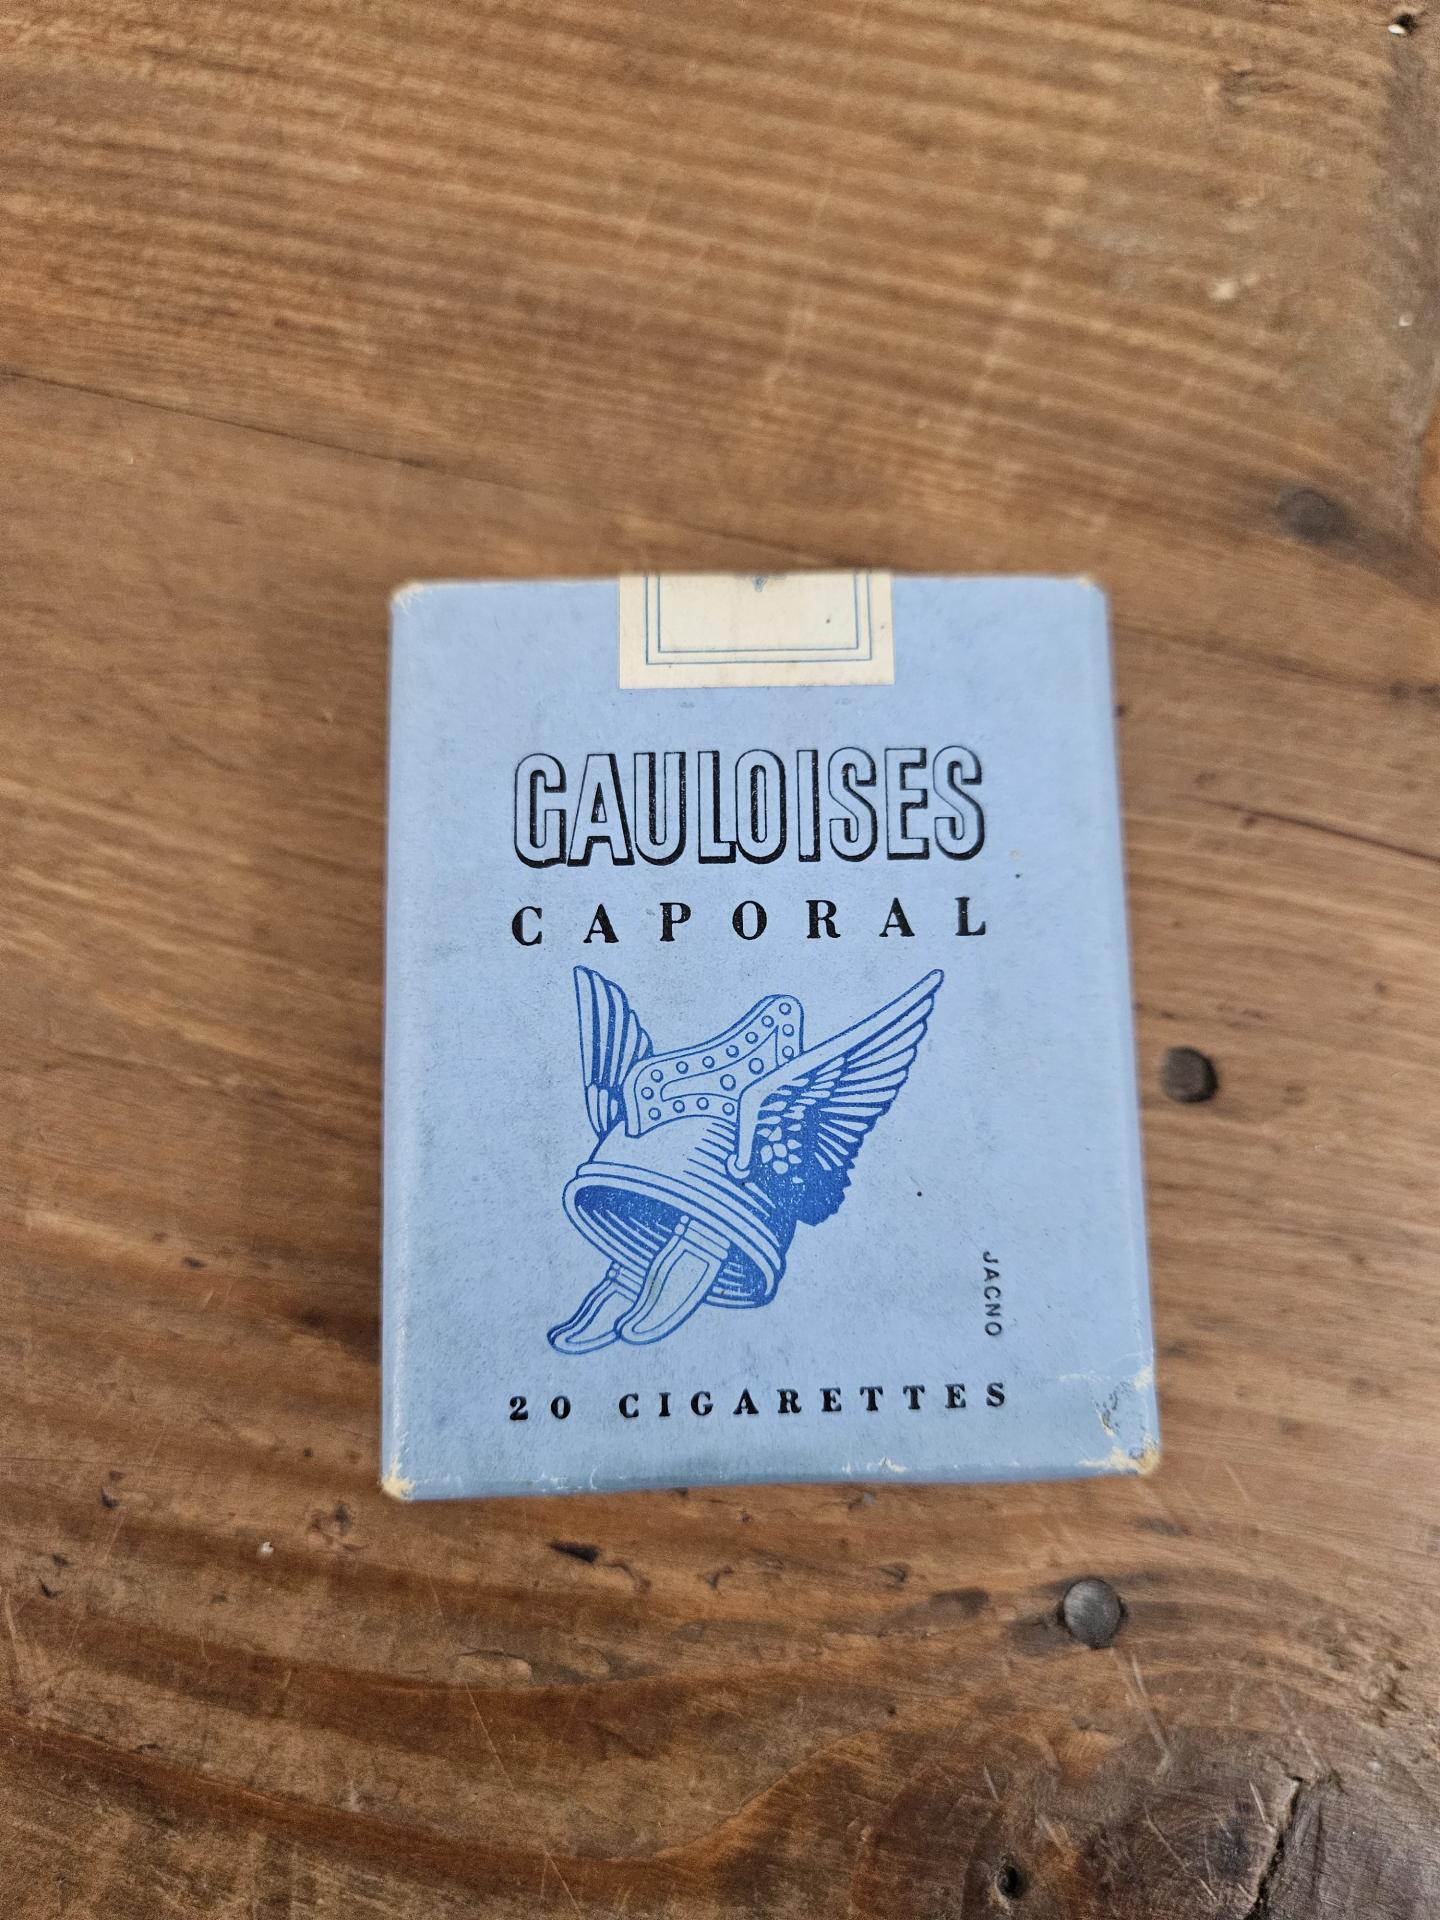 GAULOISES
CAPORAL
JACNO
20 CIGARETTES